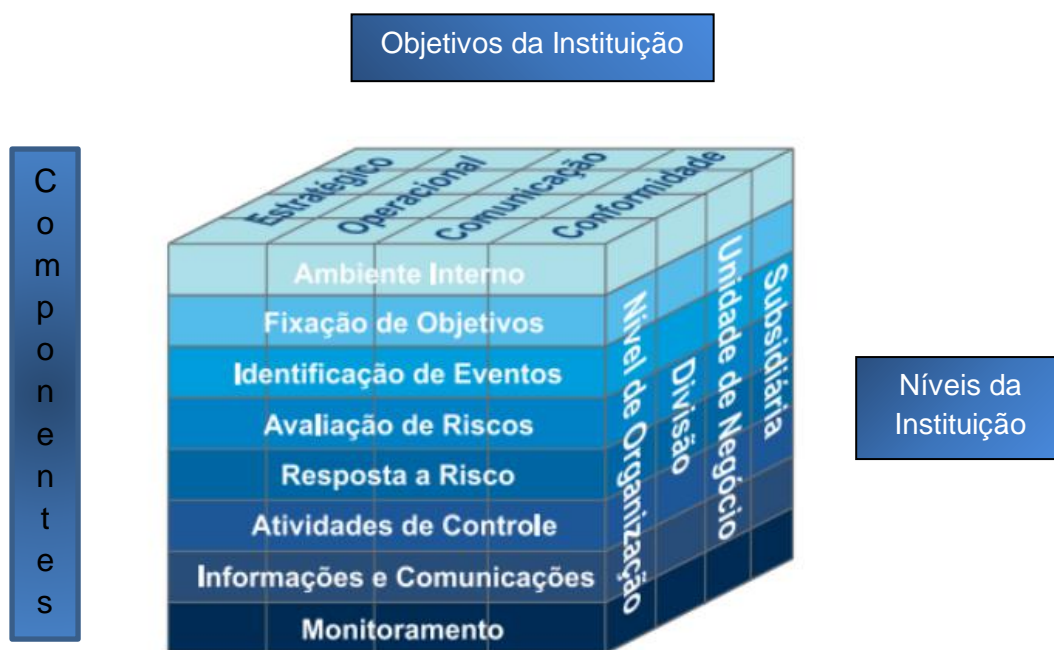 Objetivos da Instituição
Componentes
Estratégico
Operacional
Comunicação
Conformidade
Ambiente Interno
Fixação de Objetivos
Identificação de Eventos
Avaliação de Riscos
Resposta a Risco
Atividades de Controle
Informações e Comunicações
Monitoramento
Nível de Organização
Divisão
Unidade de Negócio
Subsidiária
Níveis da
Instituição